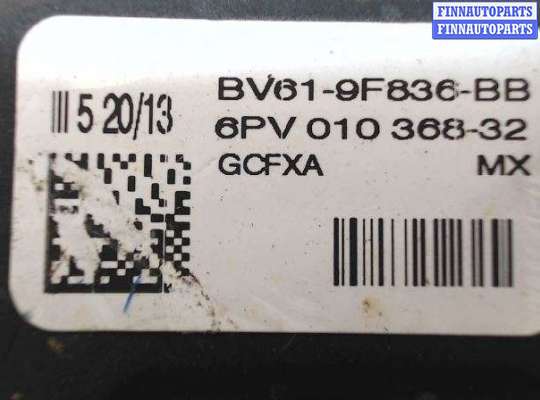 FINNAUTOPARTS
FINNAUTOPARTS
BV61-9F836-BB
5 20/13
6PV 010 368-32
GCFXA MX